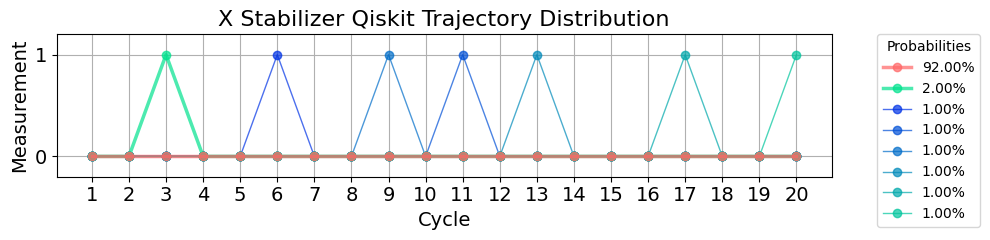 X Stabilizer Qiskit Trajectory Distribution
Measurement
1
0
1 2 3 4 5 6 7 8 9 10 11 12 13 14 15 16 17 18 19 20
Cycle
Probabilities
92.00%
2.00%
1.00%
1.00%
1.00%
1.00%
1.00%
1.00%